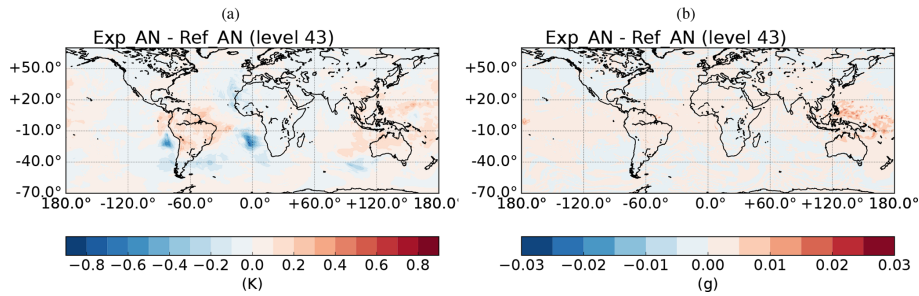 (a) (b)
Exp AN - Ref AN (level 43) Exp AN - Ref AN (level 43)
+50.0° +50.0°
+20.0° +20.0°
-10.0° -10.0°
-40.0° -40.0°
-70.0° -70.0°
180.0° -120.0° -60.0° 0.0° +60.0° +120.0° 180.0° 180.0° -120.0° -60.0° 0.0° +60.0° +120.0° 180.0°
−0.8 −0.6 −0.4 −0.2 0.0 0.2 0.4 0.6 0.8 −0.03 −0.02 −0.01 0.00 0.01 0.02 0.03
(K) (g)